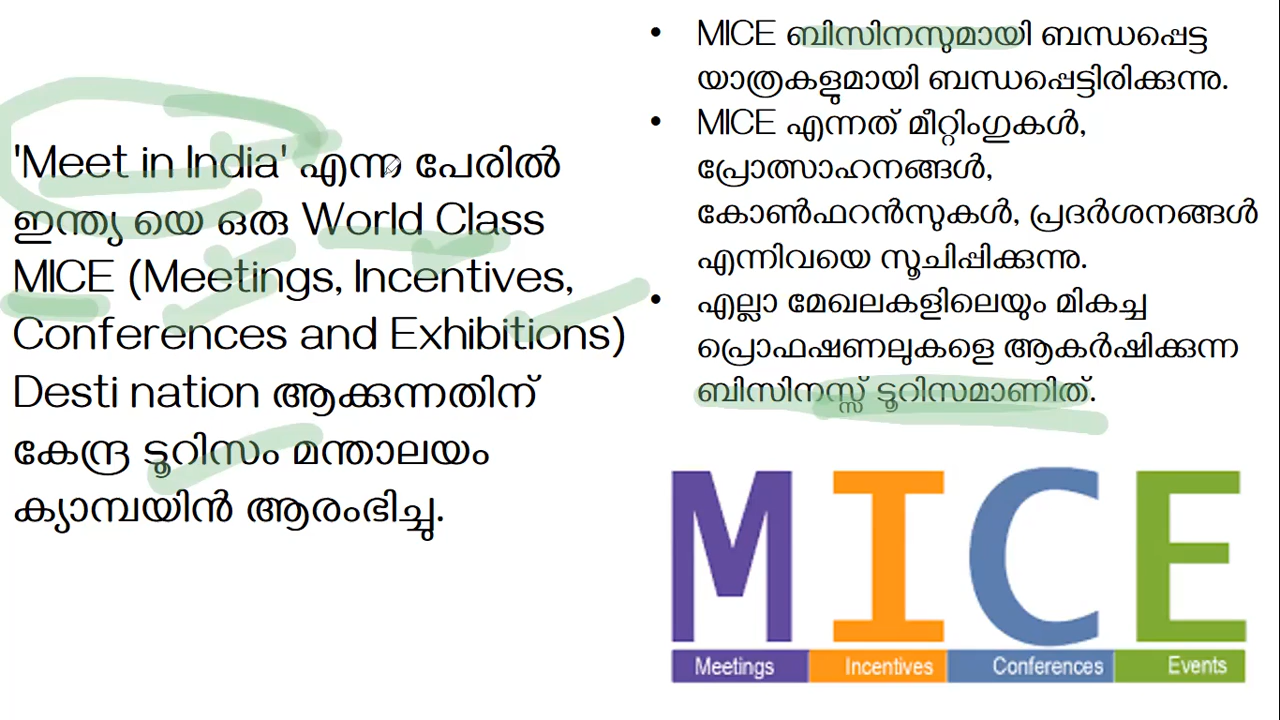 'Meet in India' എന്ന പേരിൽ
ഇന്ത്യ യെ ഒരു World Class
MICE (Meetings, Incentives,
Conferences and Exhibitions)
Desti nation ആക്കുന്നതിന്
കേന്ദ്ര ടൂറിസം മന്താലയം
ക്യാമ്പയിൻ ആരംഭിച്ചു.
• MICE ബിസിനസുമായി ബന്ധപ്പെട്ട
യാത്രകളുമായി ബന്ധപ്പെട്ടിരിക്കുന്നു.
• MICE എന്നത് മീറ്റിംഗുകൾ,
പ്രോത്സാഹനങ്ങൾ,
കോൺഫറൻസുകൾ, പ്രദർശനങ്ങൾ
എന്നിവയെ സൂചിപ്പിക്കുന്നു.
• എല്ലാ മേഖലകളിലെയും മികച്ച
പ്രൊഫഷണലുകളെ ആകർഷിക്കുന്ന
ബിസിനസ്സ് ടൂറിസമാണിത്.
MICE
Meetings Incentives Conferences Events